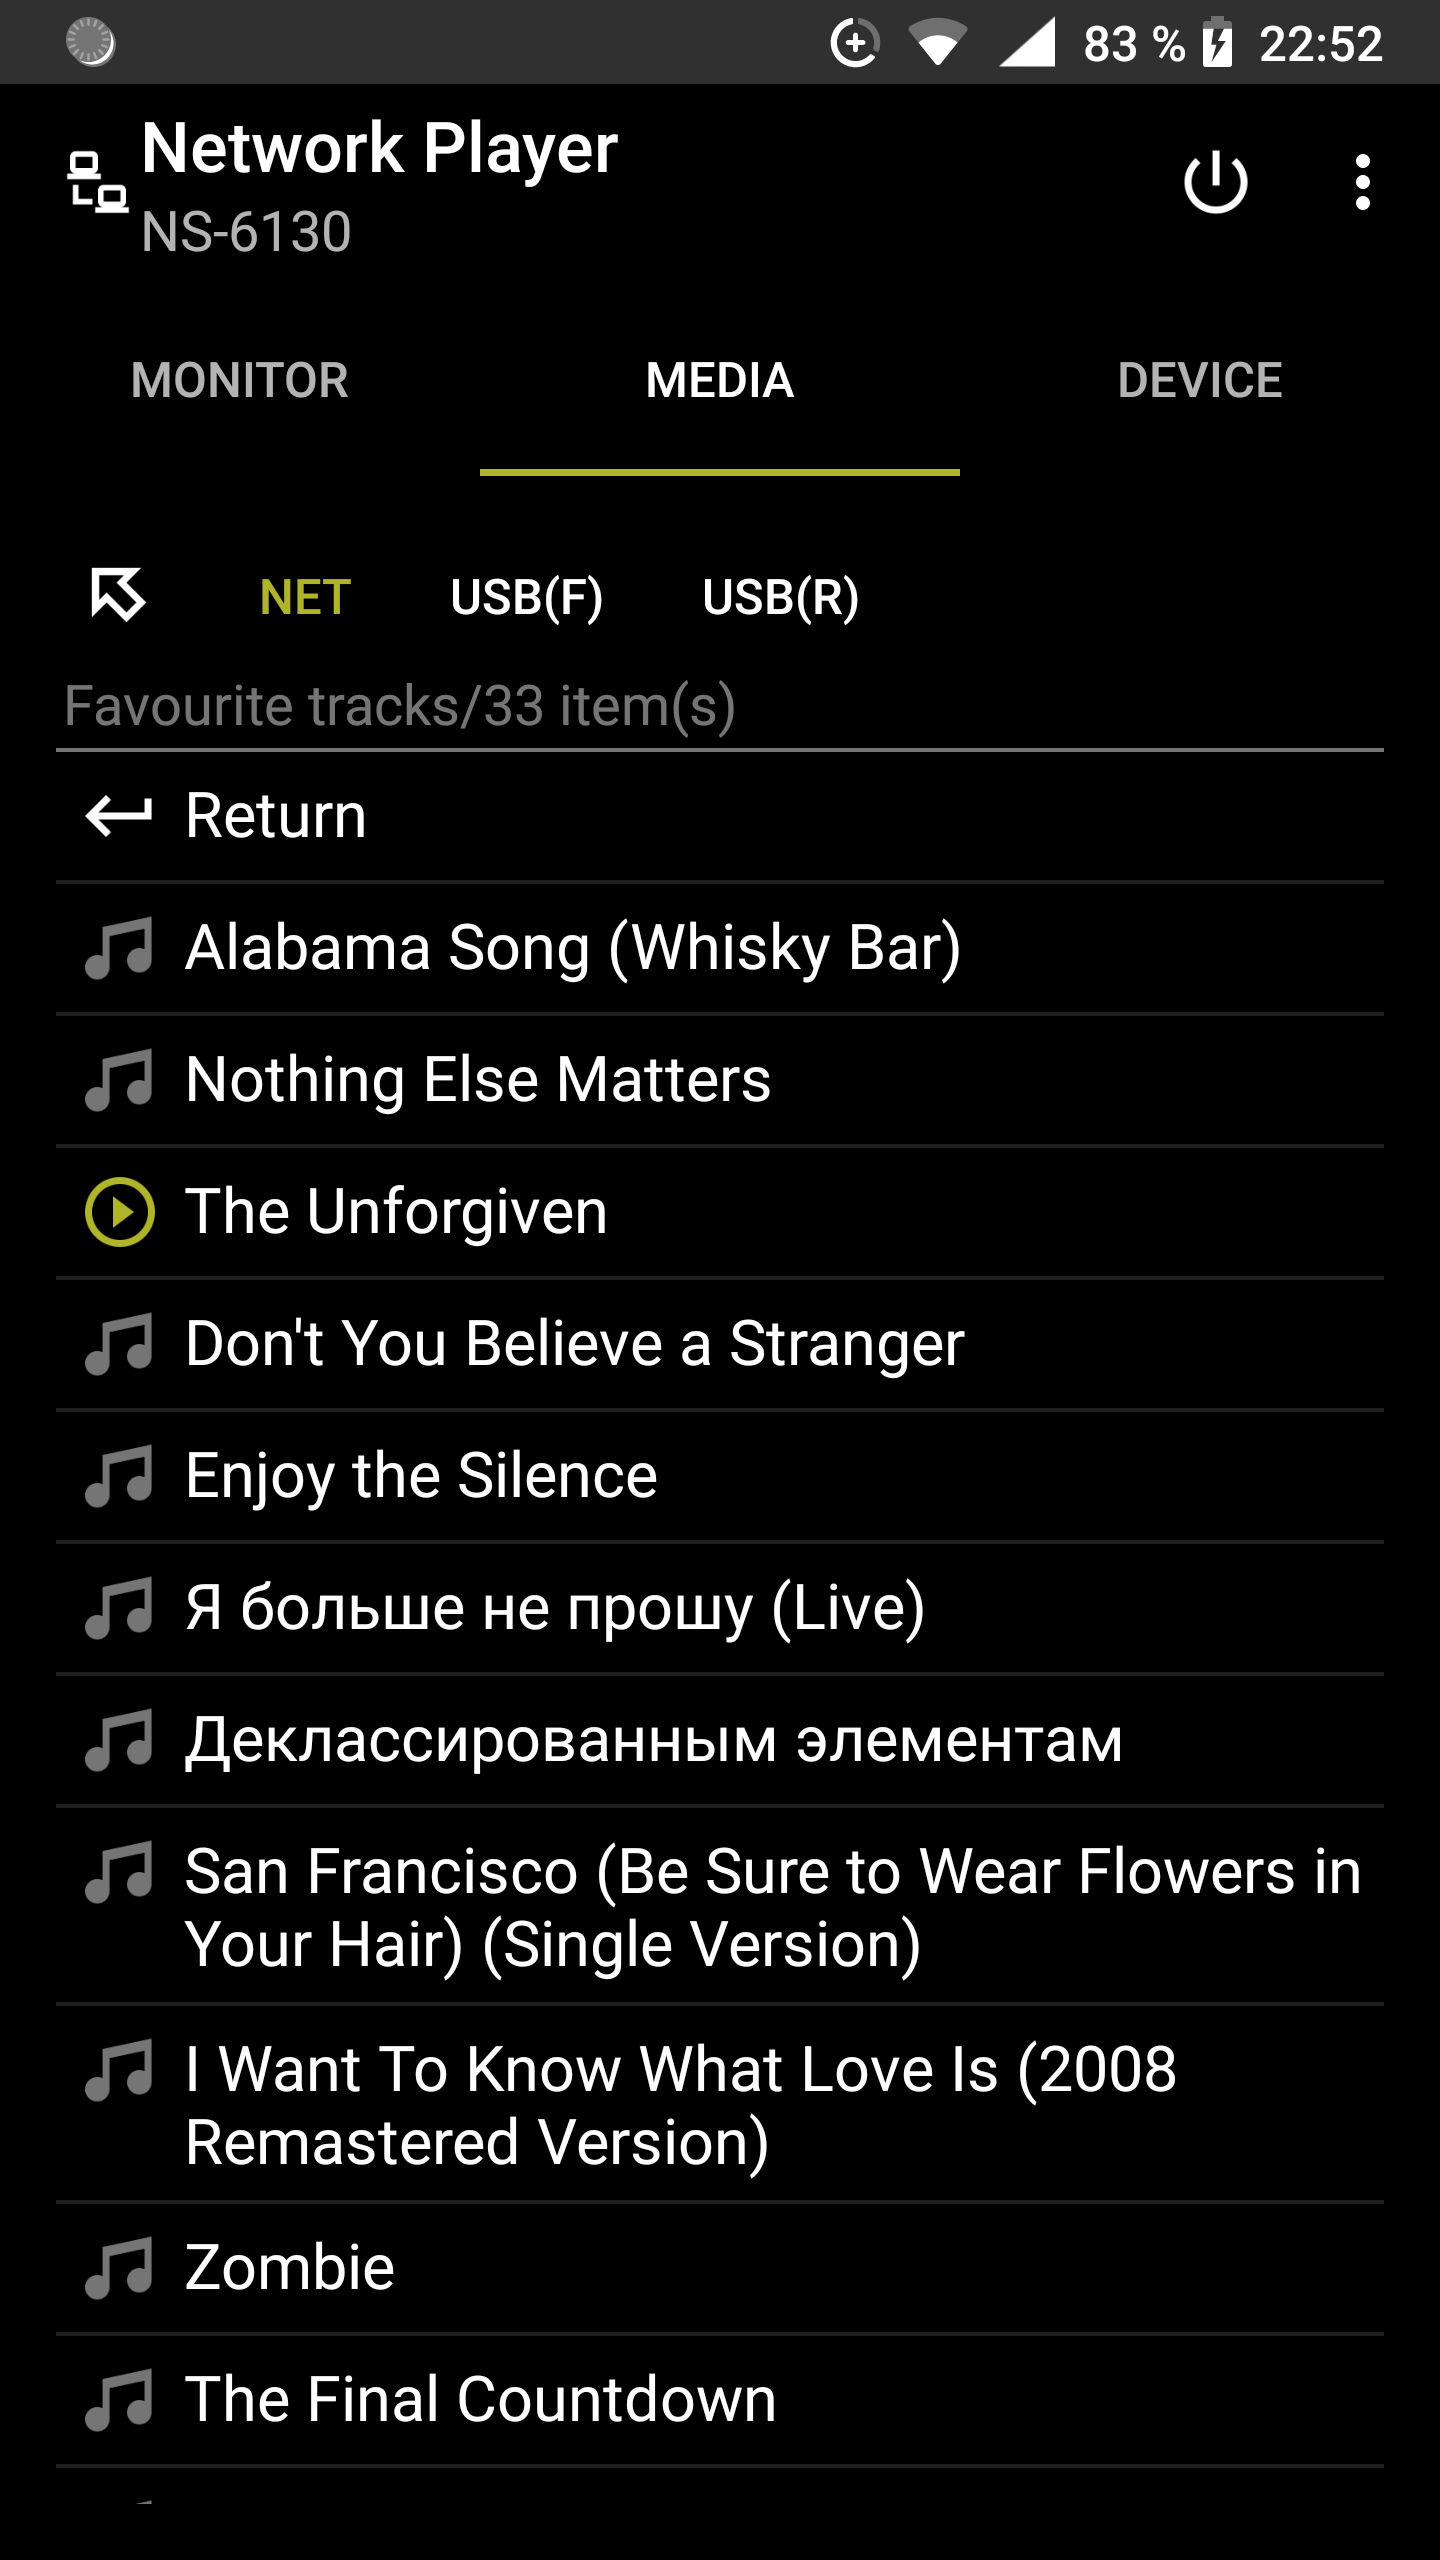 83 % 22:52
Network Player
NS-6130
MONITOR MEDIA DEVICE
NET USB(F) USB(R)
Favourite tracks/33 item(s)
Return
Alabama Song (Whisky Bar)
Nothing Else Matters
The Unforgiven
Don't You Believe a Stranger
Enjoy the Silence
Я больше не прошу (Live)
Деклассированным элементам
San Francisco (Be Sure to Wear Flowers in
Your Hair) (Single Version)
I Want To Know What Love Is (2008
Remastered Version)
Zombie
The Final Countdown